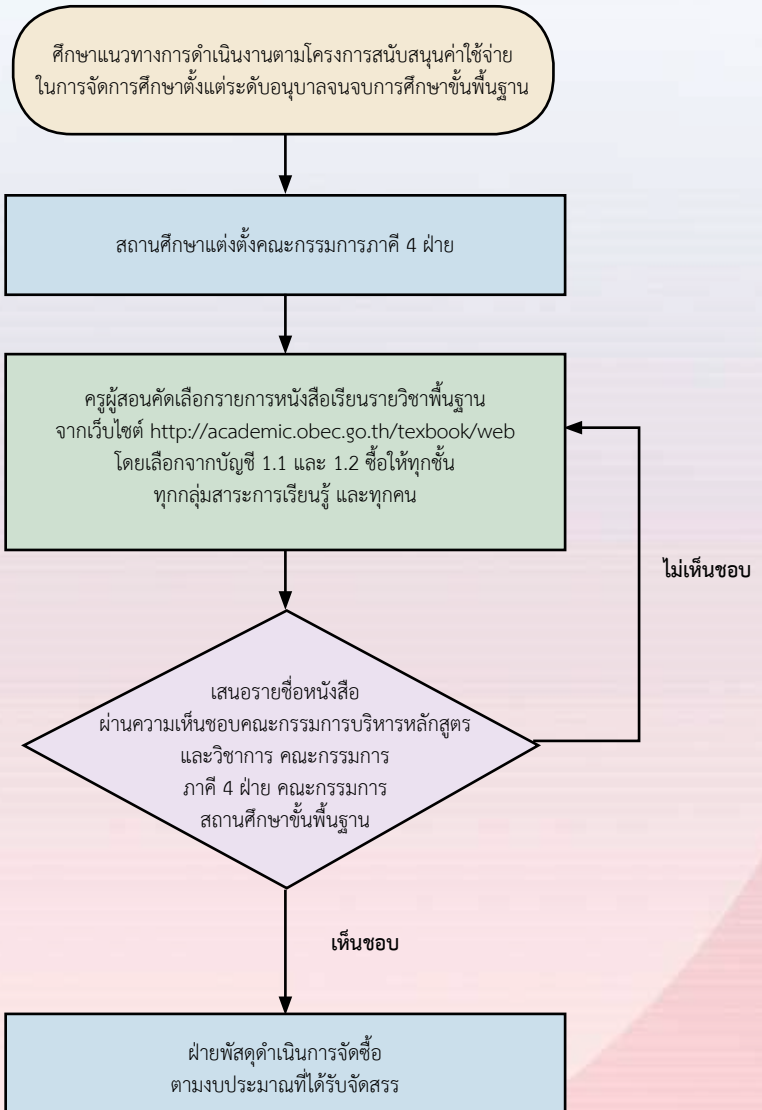 ศึกษาแนวทางการดำเนินงานตามโครงการสนับสนุนค่าใช้จ่าย
ในการจัดการศึกษาตั้งแต่ระดับอนุบาลจนจบการศึกษาขั้นพื้นฐาน
สถานศึกษาแต่งตั้งคณะกรรมการภาคี 4 ฝ่าย
ครูผู้สอนคัดเลือกรายการหนังสือเรียนรายวิชาพื้นฐาน
จากเว็บไซต์ http://academic.obec.go.th/texbook/web
โดยเลือกจากบัญชี 1.1 และ 1.2 ซื้อให้ทุกชั้น
ทุกกลุ่มสาระการเรียนรู้ และทุกคน
ไม่เห็นชอบ
เสนอรายชื่อหนังสือ
ผ่านความเห็นชอบคณะกรรมการบริหารหลักสูตร
และวิชาการ คณะกรรมการ
ภาคี 4 ฝ่าย คณะกรรมการ
สถานศึกษาขั้นพื้นฐาน
เห็นชอบ
ฝ่ายพัสดุดำเนินการจัดซื้อ
ตามงบประมาณที่ได้รับจัดสรร